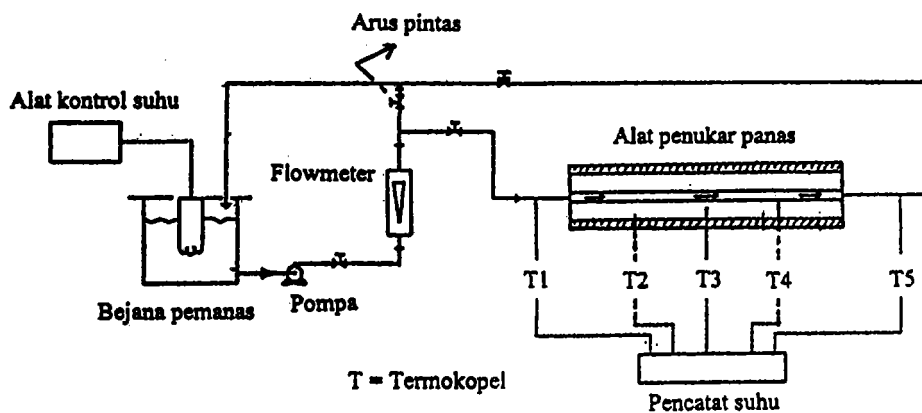 Arus pintas
Alat kontrol suhu
Alat penukar panas
Flowmeter
T1
T2
T3
T4
T5
Pompa
Bejana pemanas
T = Termokopel
Pencatat suhu